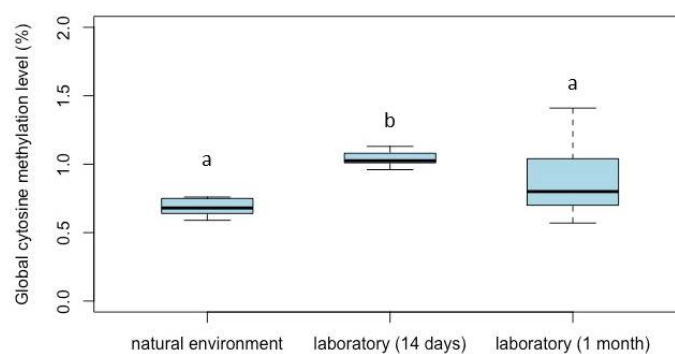 Global cytosine methylation level (%)
2.0
1.5
1.0
0.5
0.0
a
b
a
natural environment
laboratory (14 days)
laboratory (1 month)